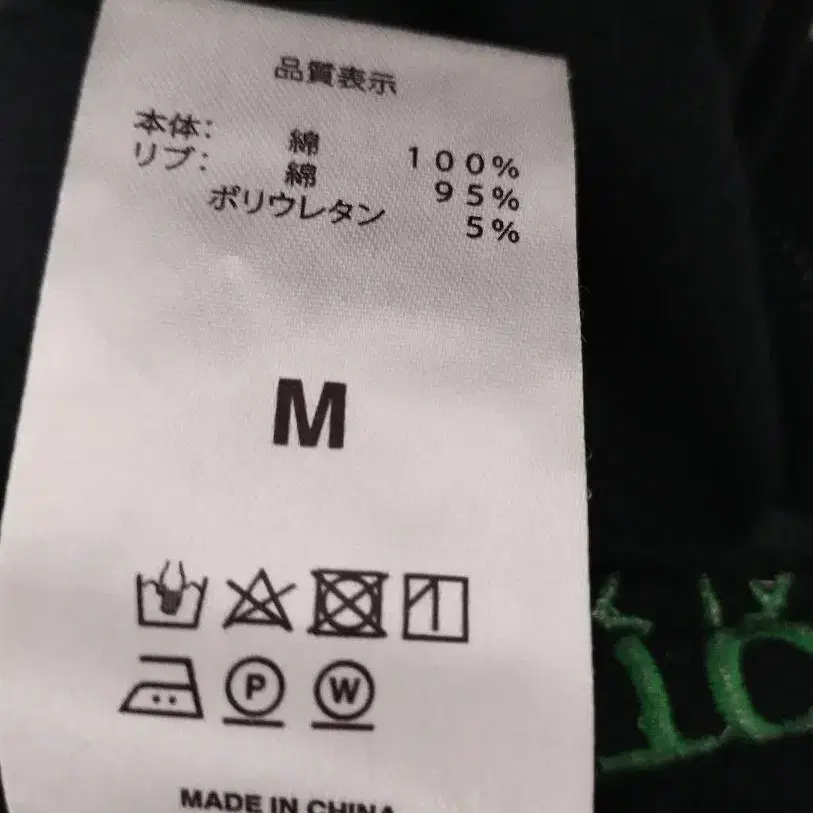 品質表示
本体: 綿 100%
リブ: 綿 95%
ポリウレタン 5%
M
P W
MADE IN CHINA